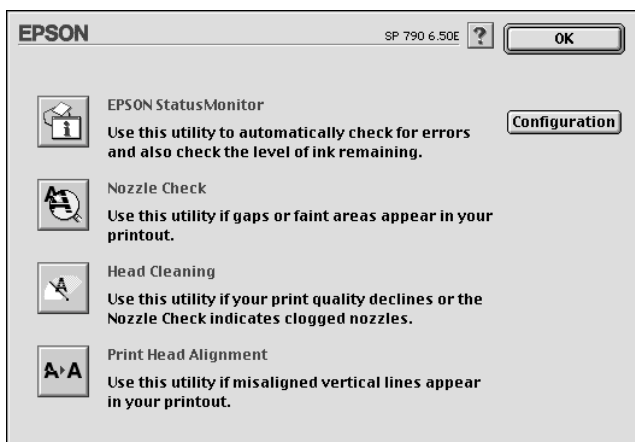 EPSON
SP 790 6.50E
?
OK
EPSON StatusMonitor
Use this utility to automatically check for errors
and also check the level of ink remaining.
Configuration
Nozzle Check
Use this utility if gaps or faint areas appear in your
printout.
Head Cleaning
Use this utility if your print quality declines or the
Nozzle Check indicates clogged nozzles.
A▸A
Print Head Alignment
Use this utility if misaligned vertical lines appear
in your printout.